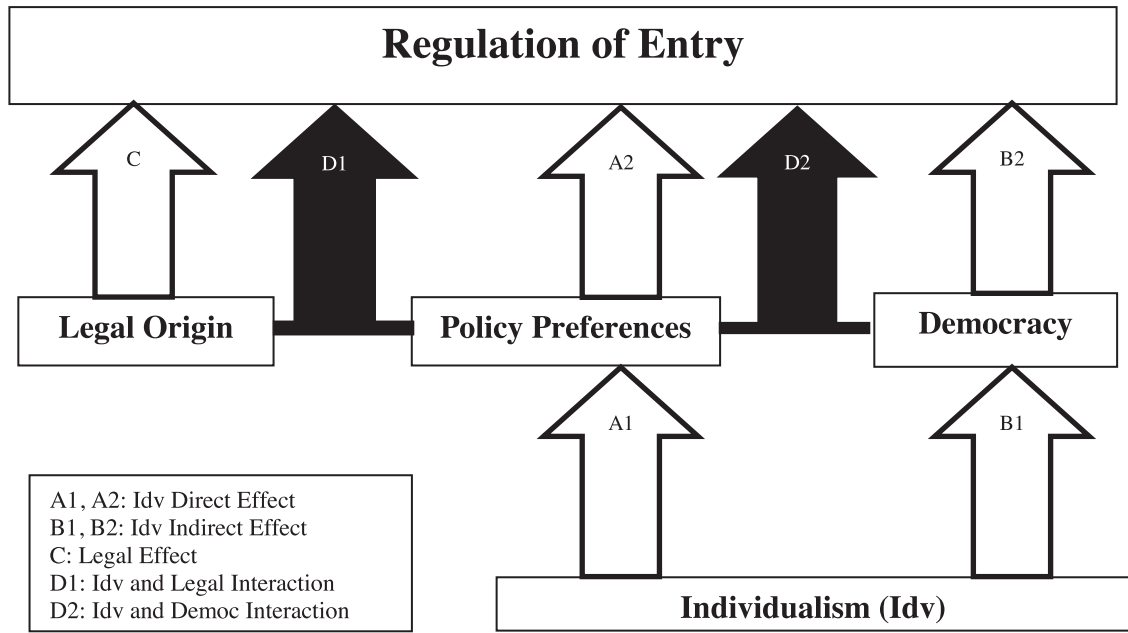 Regulation of Entry
C
D1
A2
D2
B2
Legal Origin
Policy Preferences
Democracy
A1
B1
A1, A2: Idv Direct Effect
B1, B2: Idv Indirect Effect
C: Legal Effect
D1: Idv and Legal Interaction
D2: Idv and Democ Interaction
Individualism (Idv)